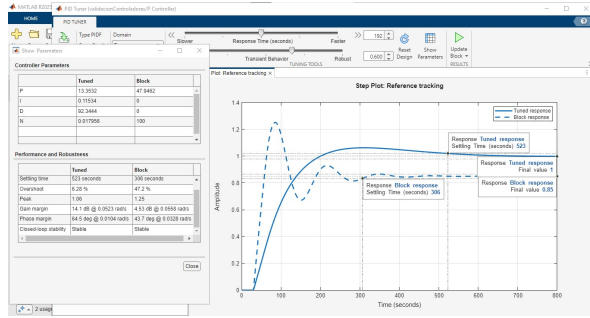 MATLAB R202
PID Tuner (validacionControladores/P Controller)
HOME
PID TUNER
Type PIDF
Domain
Slower
Response Time (seconds)
Faster
192
Transient Behavior
Robust
0.600
Reset
Design
Show
Parameters
Update
Block
TUNING TOOLS
RESULTS
Show Parameters
Controller Parameters
Tuned Block
P 13.3532 47.9462
I 0.11534 0
D 92.3444 0
N 0.017956 100
Performance and Robustness
Tuned Block
Settling time 523 seconds 306 seconds
Overshoot 6.28 % 47.2 %
Peak 1.06 1.25
Gain margin 14.1 dB @ 0.0523 rad/s 4.53 dB @ 0.0558 rad/s
Phase margin 64.5 deg @ 0.0104 rad/s 43.7 deg @ 0.0328 rad/s
Closed-loop stability Stable Stable
Close
2 usag
Plot: Reference tracking
Step Plot: Reference tracking
Tuned response
Block response
Response Tuned response
Settling Time (seconds) 523
Response Tuned response
Final value 1
Response Block response
Settling Time (seconds) 306
Response Block response
Final value 0.85
Amplitude
1.4
1.2
1
0.8
0.6
0.4
0.2
0
0 100 200 300 400 500 600 700 800
Time (seconds)